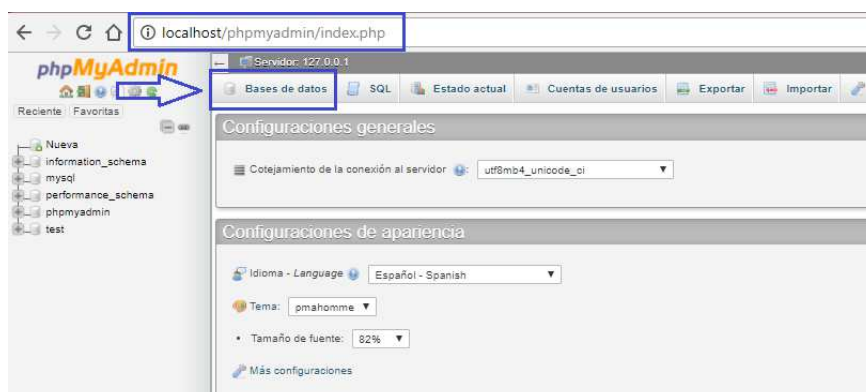 localhost/phpmyadmin/index.php
phpMyAdmin
Servidor: 127.0.0.1
Bases de datos SQL Estado actual Cuentas de usuarios Exportar Importar
Reciente Favoritas
Nueva
information_schema
mysql
performance_schema
phpmyadmin
test
Configuraciones generales
Cotejamiento de la conexión al servidor : utf8mb4_unicode_ci
Configuraciones de apariencia
Idioma - Language Español - Spanish
Tema: pmahomme
• Tamaño de fuente: 82%
Más configuraciones